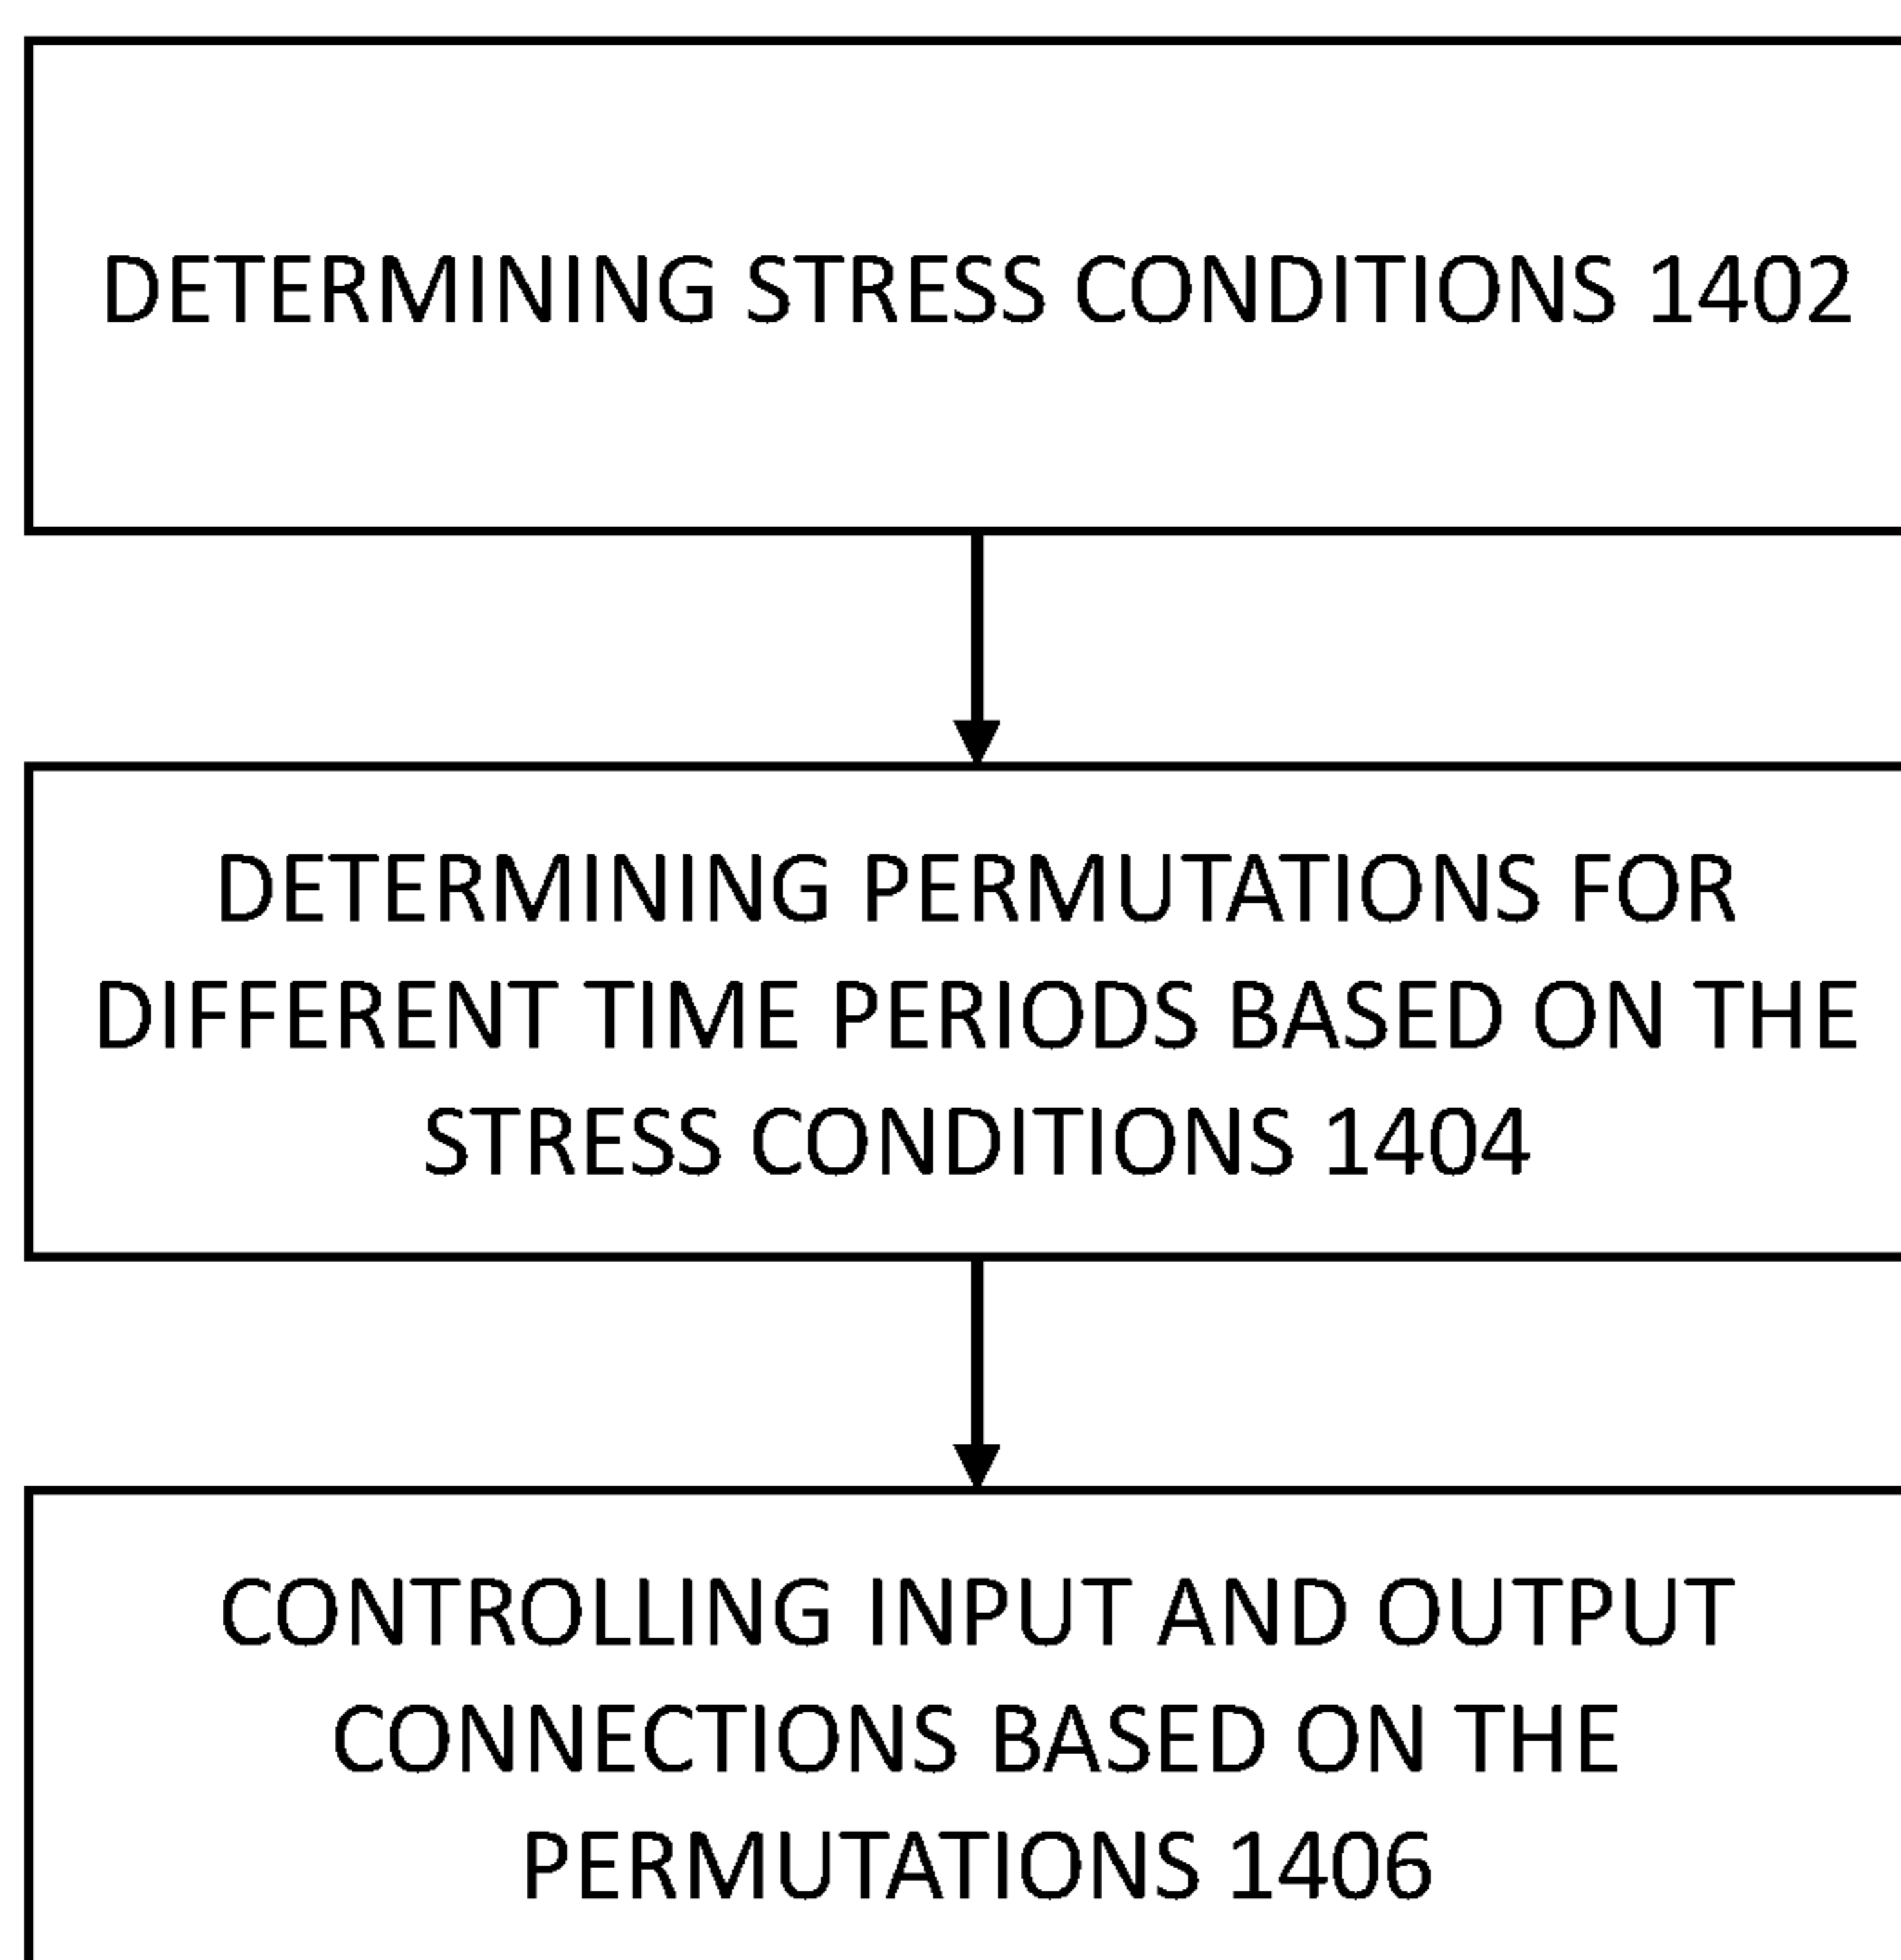 DETERMINING STRESS CONDITIONS 1402
DETERMINING PERMUTATIONS FOR
DIFFERENT TIME PERIODS BASED ON THE
STRESS CONDITIONS 1404
CONTROLLING INPUT AND OUTPUT
CONNECTIONS BASED ON THE
PERMUTATIONS 1406